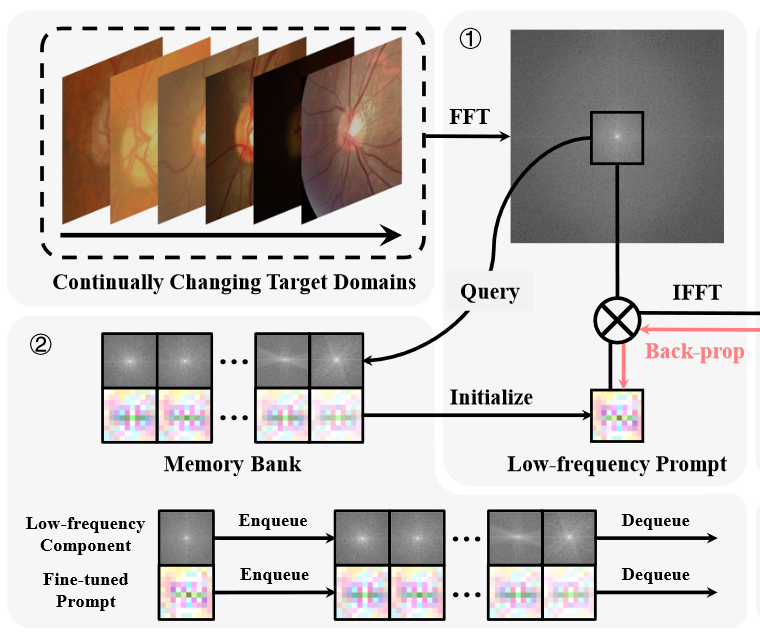 ①
FFT
Continually Changing Target Domains
Query
IFFT
Back-prop
②
Initialize
Memory Bank
Low-frequency Prompt
Low-frequency
Component
Enqueue
Dequeue
Fine-tuned
Prompt
Enqueue
Dequeue